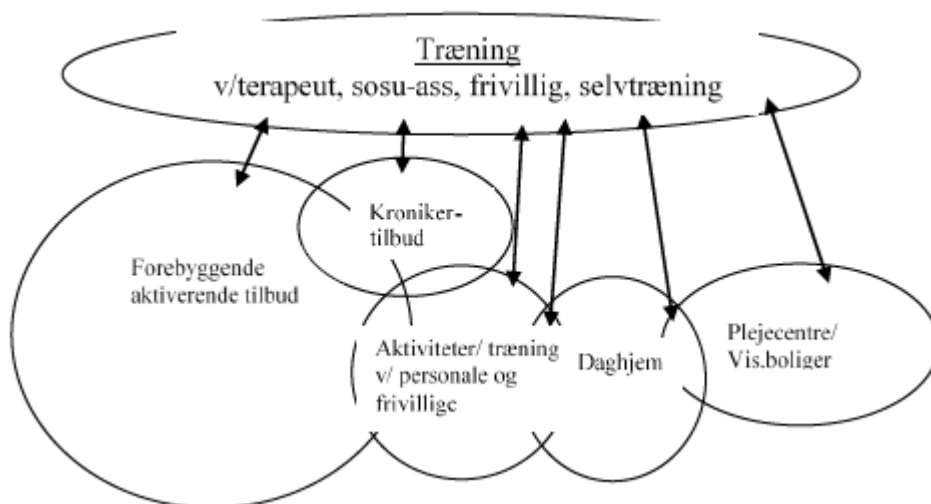 Træning
v/terapeut, sosu-ass, frivillig, selvtræning
Kroniker-
tilbud
Forebyggende
aktiverende tilbud
Aktiviteter/ træning
v/ personale og
frivillige
Daghjem
Plejecentre/
Vis.boliger